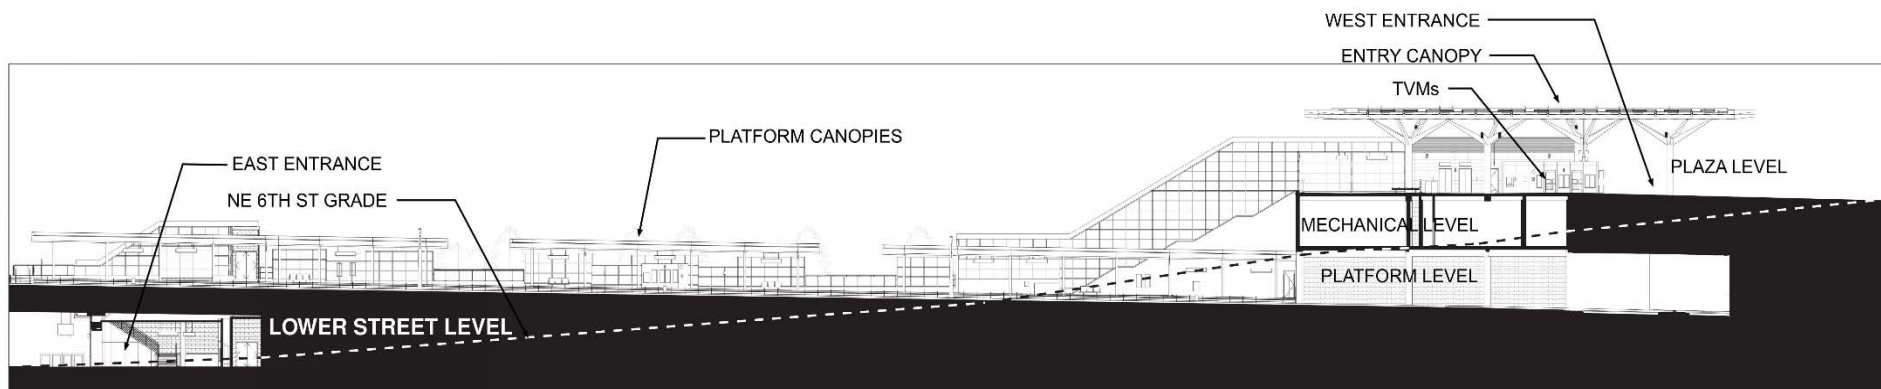 WEST ENTRANCE
ENTRY CANOPY
TVMs
PLATFORM CANOPIES
EAST ENTRANCE
PLAZA LEVEL
NE 6TH ST GRADE
MECHANICAL LEVEL
PLATFORM LEVEL
LOWER STREET LEVEL